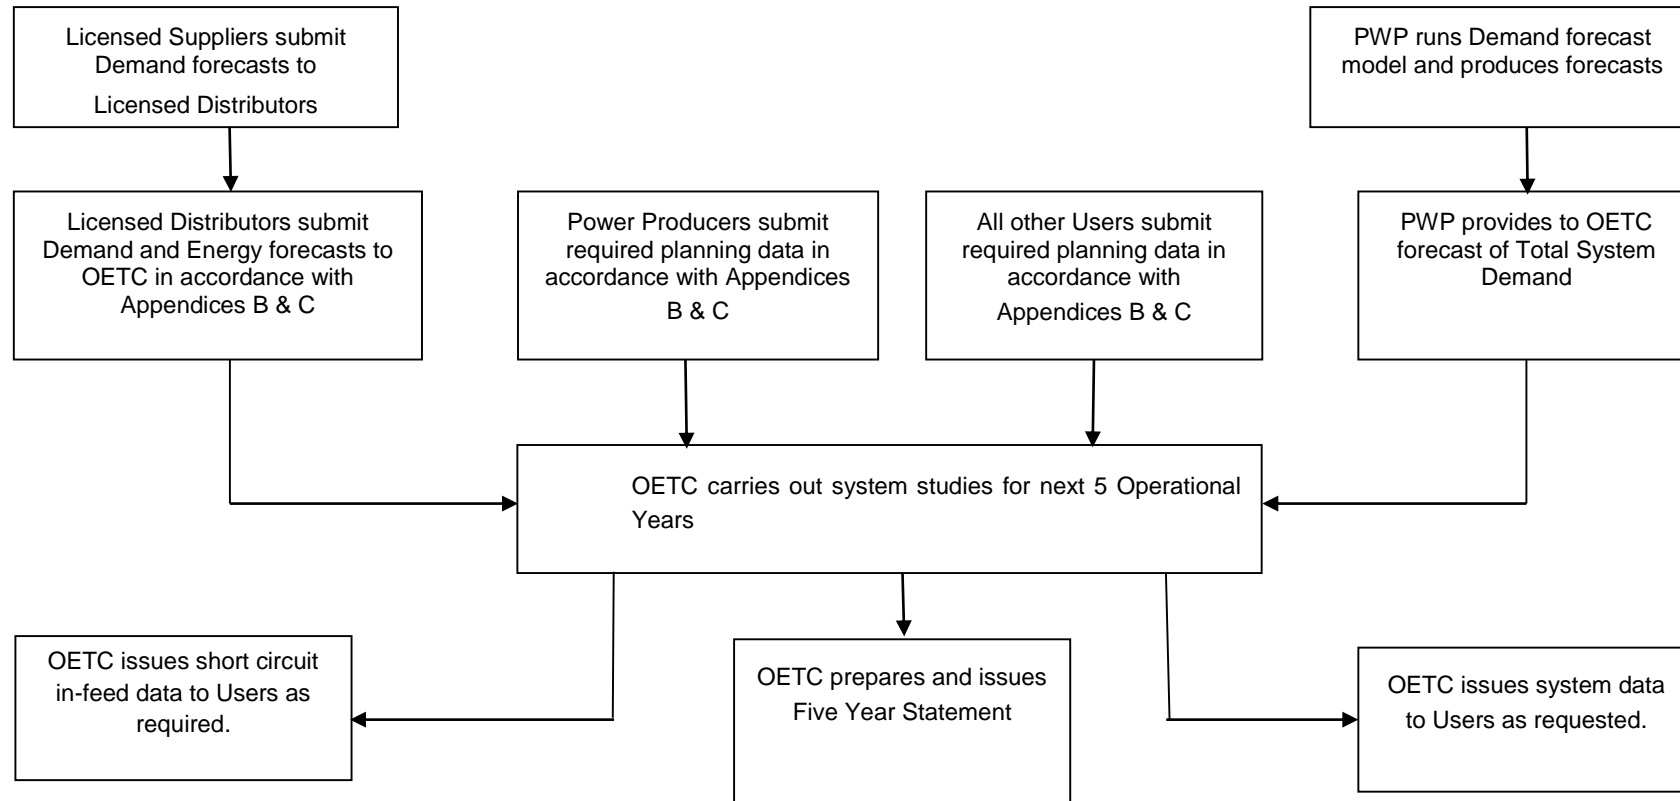 Licensed Suppliers submit
Demand forecasts to
Licensed Distributors
PWP runs Demand forecast
model and produces forecasts
Licensed Distributors submit
Demand and Energy forecasts to
OETC in accordance with
Appendices B & C
Power Producers submit
required planning data in
accordance with Appendices
B & C
All other Users submit
required planning data in
accordance with
Appendices B & C
PWP provides to OETC
forecast of Total System
Demand
OETC carries out system studies for next 5 Operational
Years
OETC issues short circuit
in-feed data to Users as
required.
OETC prepares and issues
Five Year Statement
OETC issues system data
to Users as requested.